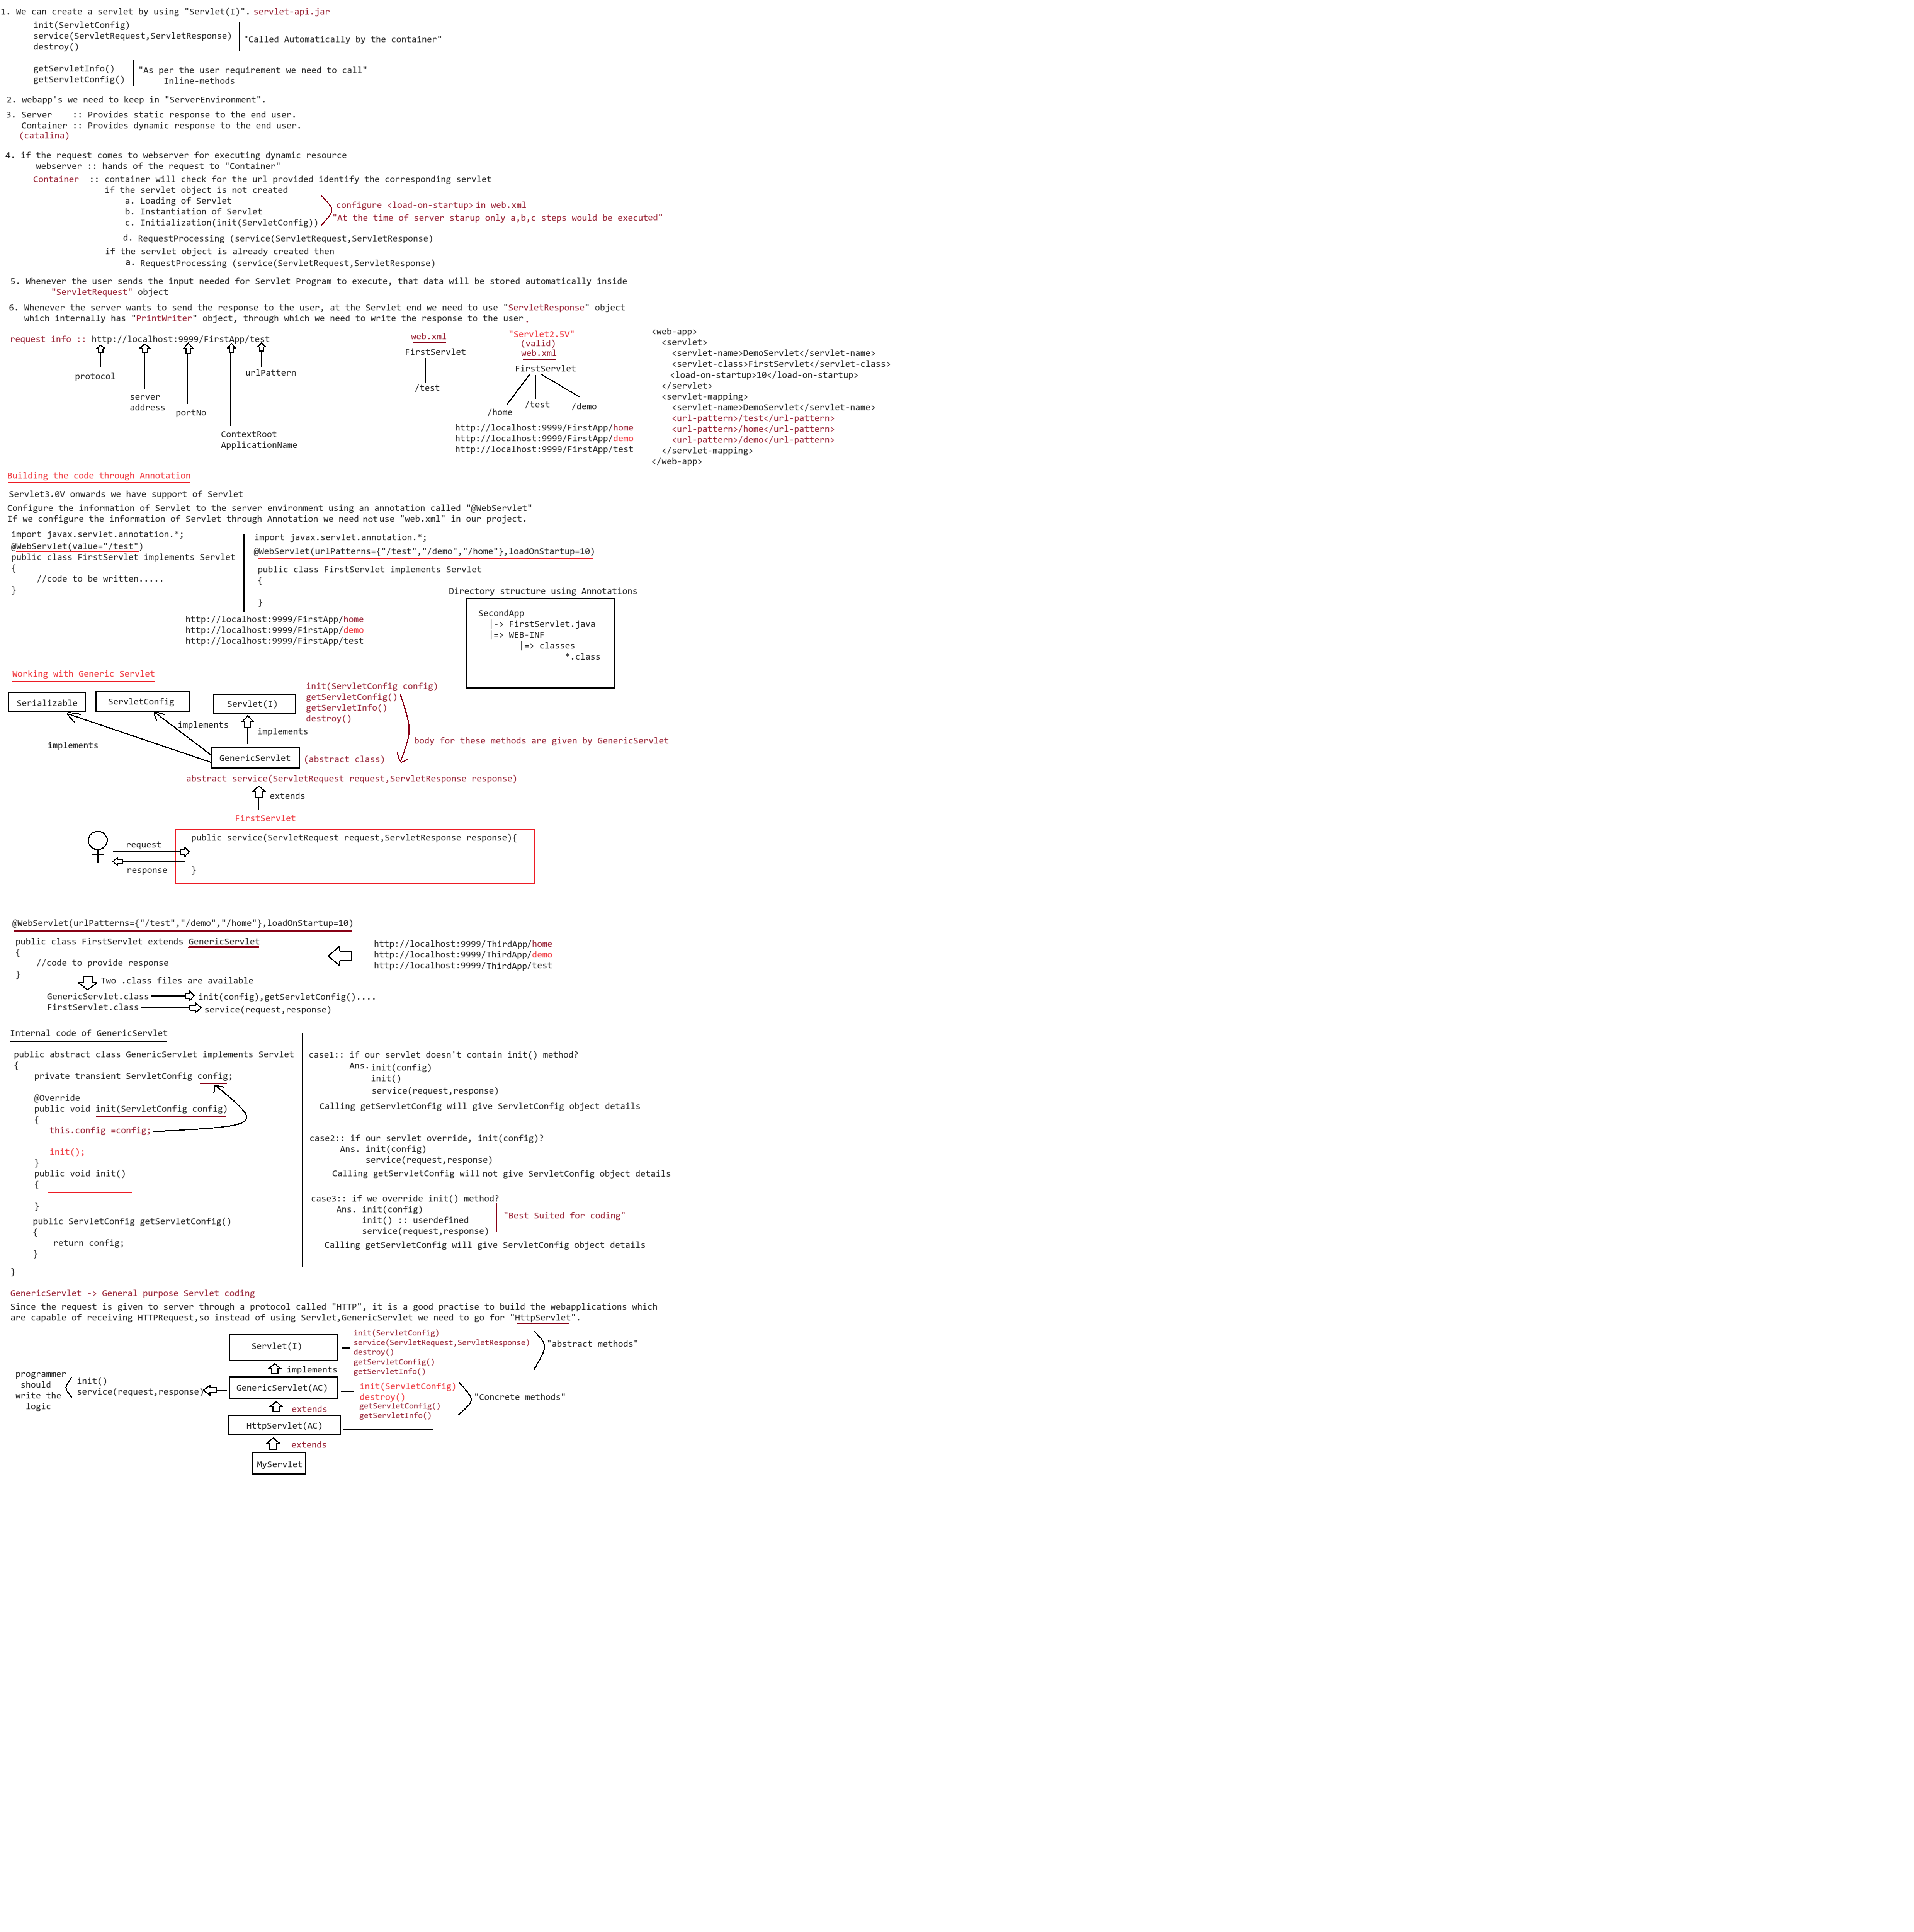 1. We can create a servlet by using "Servlet(I)". servlet-api.jar
init(ServletConfig)
service(ServletRequest,ServletResponse)
destroy()
"Called Automatically by the container"
getServletInfo()
getServletConfig()
"As per the user requirement we need to call"
Inline-methods
2. webapp's we need to keep in "ServerEnvironment".
3. Server :: Provides static response to the end user.
Container :: Provides dynamic response to the end user.
(catalina)
4. if the request comes to webserver for executing dynamic resource
webserver :: hands of the request to "Container"
Container :: container will check for the url provided identify the corresponding servlet
if the servlet object is not created
a. Loading of Servlet
b. Instantiation of Servlet
c. Initialization(init(ServletConfig))
configure <load-on-startup> in web.xml
"At the time of server starup only a,b,c steps would be executed"
d. RequestProcessing (service(ServletRequest,ServletResponse)
if the servlet object is already created then
a. RequestProcessing (service(ServletRequest,ServletResponse)
5. Whenever the user sends the input needed for Servlet Program to execute, that data will be stored automatically inside
"ServletRequest" object
6. Whenever the server wants to send the response to the user, at the Servlet end we need to use "ServletResponse" object
which internally has "PrintWriter" object, through which we need to write the response to the user.
request info :: http://localhost:9999/FirstApp/test
protocol
server
address
portNo
ContextRoot
ApplicationName
urlPattern
web.xml
FirstServlet
/test
"Servlet2.5V"
(valid)
web.xml
FirstServlet
/home
/test
/demo
http://localhost:9999/FirstApp/home
http://localhost:9999/FirstApp/demo
http://localhost:9999/FirstApp/test
<web-app>
<servlet>
<servlet-name>DemoServlet</servlet-name>
<servlet-class>FirstServlet</servlet-class>
<load-on-startup>10</load-on-startup>
</servlet>
<servlet-mapping>
<servlet-name>DemoServlet</servlet-name>
<url-pattern>/test</url-pattern>
<url-pattern>/home</url-pattern>
<url-pattern>/demo</url-pattern>
</servlet-mapping>
</web-app>
Building the code through Annotation
Servlet3.0V onwards we have support of Servlet
Configure the information of Servlet to the server environment using an annotation called "@WebServlet"
If we configure the information of Servlet through Annotation we need not use "web.xml" in our project.
import javax.servlet.annotation.*;
@WebServlet(value="/test")
public class FirstServlet implements Servlet
{
//code to be written.....
}
import javax.servlet.annotation.*;
@WebServlet(urlPatterns={"/test","/demo","/home"},loadOnStartup=10)
public class FirstServlet implements Servlet
{
}
http://localhost:9999/FirstApp/home
http://localhost:9999/FirstApp/demo
http://localhost:9999/FirstApp/test
Directory structure using Annotations
SecondApp
|-> FirstServlet.java
|=> WEB-INF
|=> classes
*.class
Working with Generic Servlet
Serializable
ServletConfig
Servlet(I)
init(ServletConfig config)
getServletConfig()
getServletInfo()
destroy()
implements
implements
implements
body for these methods are given by GenericServlet
GenericServlet
(abstract class)
abstract service(ServletRequest request,ServletResponse response)
extends
FirstServlet
request
response
public service(ServletRequest request,ServletResponse response){
}
@WebServlet(urlPatterns={"/test","/demo","/home"},loadOnStartup=10)
public class FirstServlet extends GenericServlet
{
//code to provide response
}
http://localhost:9999/ThirdApp/home
http://localhost:9999/ThirdApp/demo
http://localhost:9999/ThirdApp/test
Two .class files are available
GenericServlet.class
init(config),getServletConfig()....
FirstServlet.class
service(request,response)
Internal code of GenericServlet
public abstract class GenericServlet implements Servlet
{
private transient ServletConfig config;
@Override
public void init(ServletConfig config)
{
this.config =config;
init();
}
public void init()
{
}
public ServletConfig getServletConfig()
{
return config;
}
}
case1:: if our servlet doesn't contain init() method?
Ans. init(config)
init()
service(request,response)
Calling getServletConfig will give ServletConfig object details
case2:: if our servlet override, init(config)?
Ans. init(config)
service(request,response)
Calling getServletConfig will not give ServletConfig object details
case3:: if we override init() method?
Ans. init(config)
init() :: userdefined
service(request,response)
"Best Suited for coding"
Calling getServletConfig will give ServletConfig object details
GenericServlet -> General purpose Servlet coding
Since the request is given to server through a protocol called "HTTP", it is a good practise to build the webapplications which
are capable of receiving HTTPRequest,so instead of using Servlet,GenericServlet we need to go for "HttpServlet".
Servlet(I)
init(ServletConfig)
service(ServletRequest,ServletResponse)
destroy()
getServletConfig()
getServletInfo()
"abstract methods"
implements
programmer
should
write the
logic
init()
service(request,response)
GenericServlet(AC)
init(ServletConfig)
destroy()
getServletConfig()
getServletInfo()
"Concrete methods"
extends
HttpServlet(AC)
extends
MyServlet